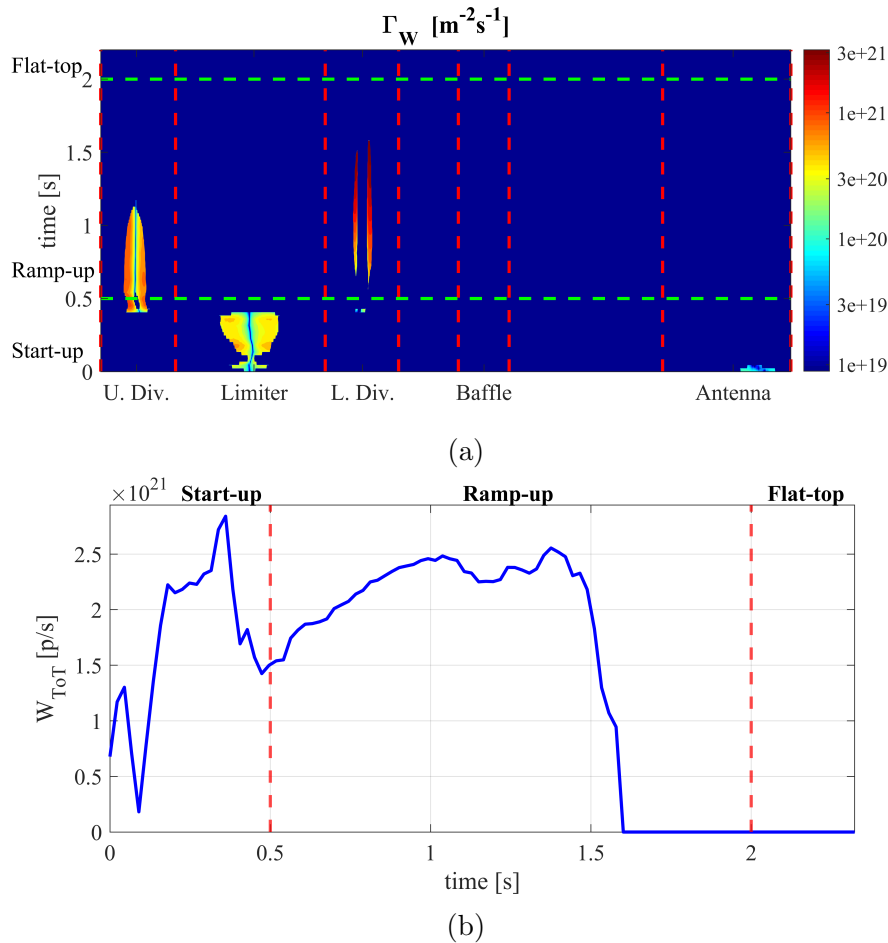 Γ_W [m⁻²s⁻¹]
Flat-top
2
1.5
time [s]
1
Ramp-up
0.5
Start-up
0
U. Div. Limiter L. Div. Baffle Antenna
3e+21
1e+21
3e+20
1e+20
3e+19
1e+19
(a)
×10²¹
Start-up Ramp-up Flat-top
2.5
2
1.5
1
0.5
0
W_ToT [p/s]
0 0.5 1 1.5 2
time [s]
(b)